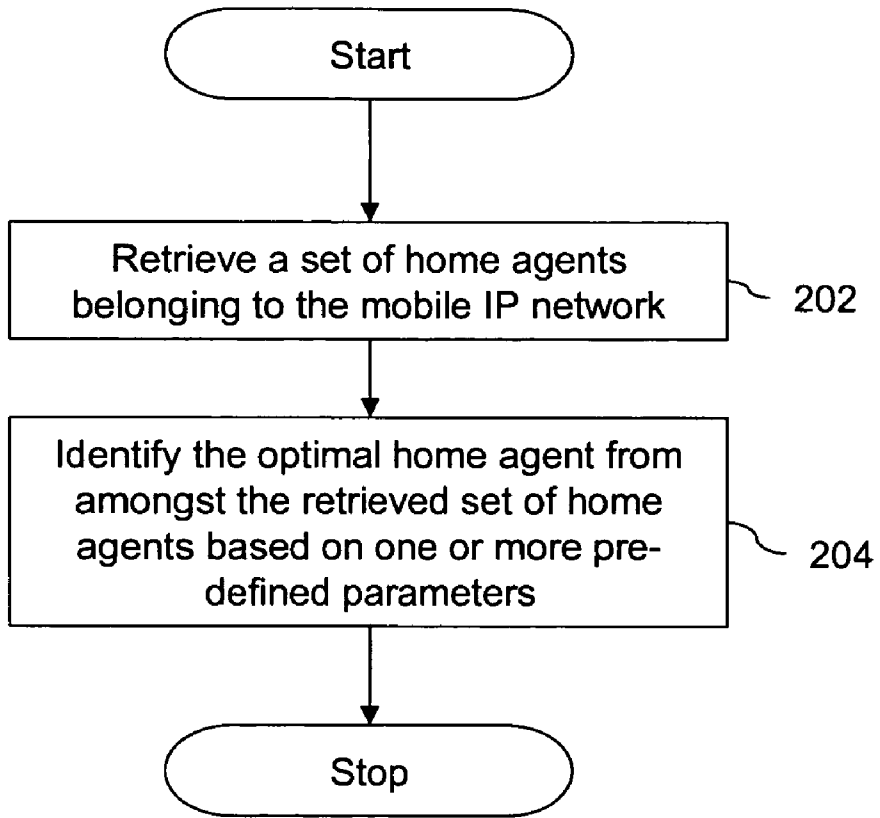 Start
Retrieve a set of home agents
belonging to the mobile IP network
202
Identify the optimal home agent from
amongst the retrieved set of home
agents based on one or more pre-
defined parameters
204
Stop